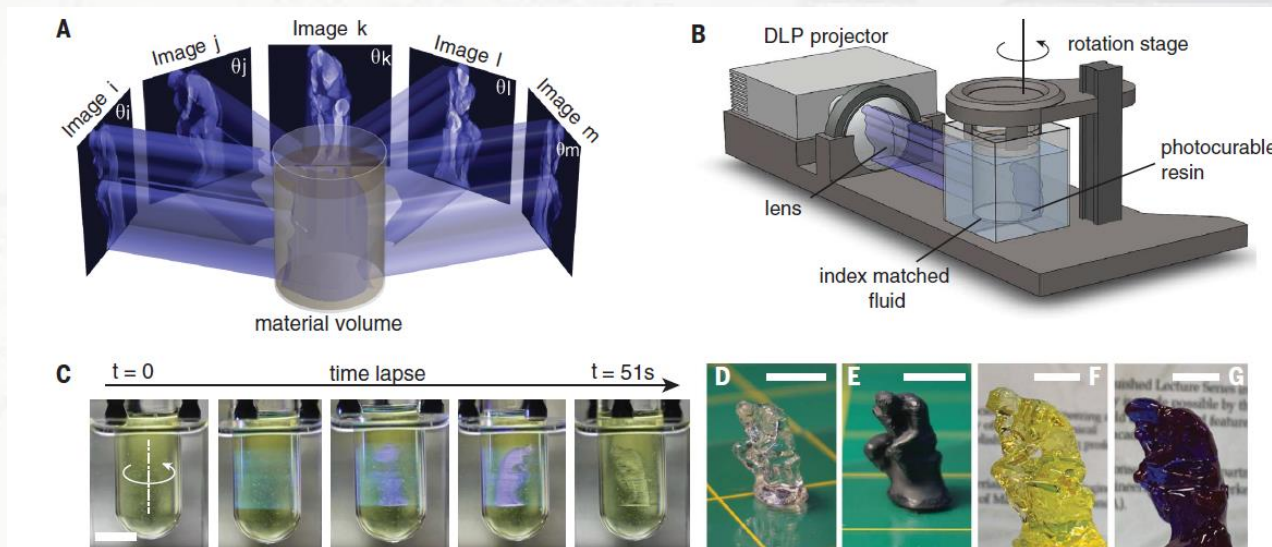 A
Image i
θi
Image j
θj
Image k
θk
Image l
θl
Image m
θm
material volume
B
DLP projector
rotation stage
photocurable
resin
lens
index matched
fluid
C
t = 0
time lapse
t = 51s
D
E
F
G